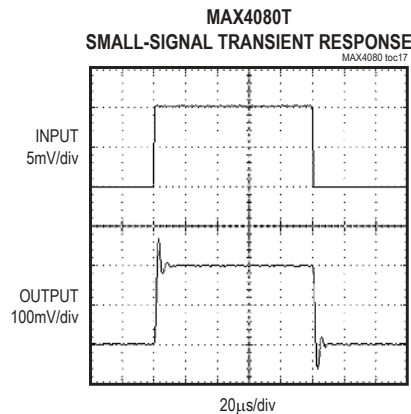 MAX4080T
SMALL-SIGNAL TRANSIENT RESPONSE
MAX4080 toc17
INPUT
5mV/div
OUTPUT
100mV/div
20μs/div